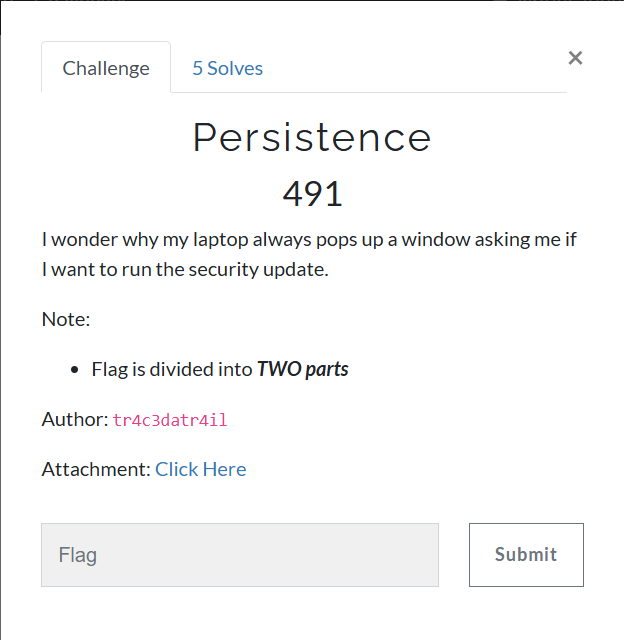 Challenge
5 Solves
×
Persistence
491
I wonder why my laptop always pops up a window asking me if
I want to run the security update.
Note:
• Flag is divided into TWO parts
Author: tr4c3datr4il
Attachment: Click Here
Flag
Submit